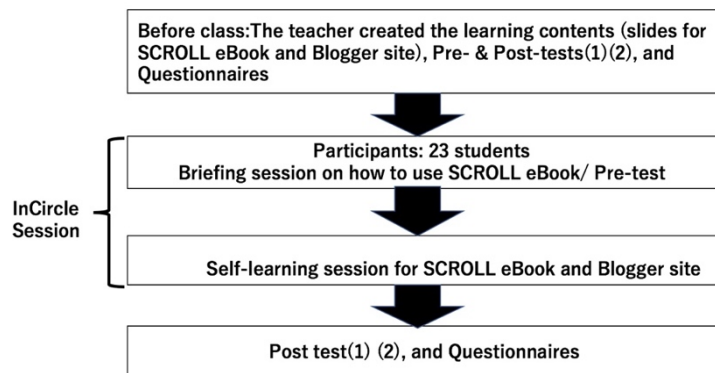 Before class:The teacher created the learning contents (slides for
SCROLL eBook and Blogger site), Pre- & Post-tests(1)(2), and
Questionnaires
Participants: 23 students
Briefing session on how to use SCROLL eBook/ Pre-test
InCircle
Session
Self-learning session for SCROLL eBook and Blogger site
Post test(1) (2), and Questionnaires